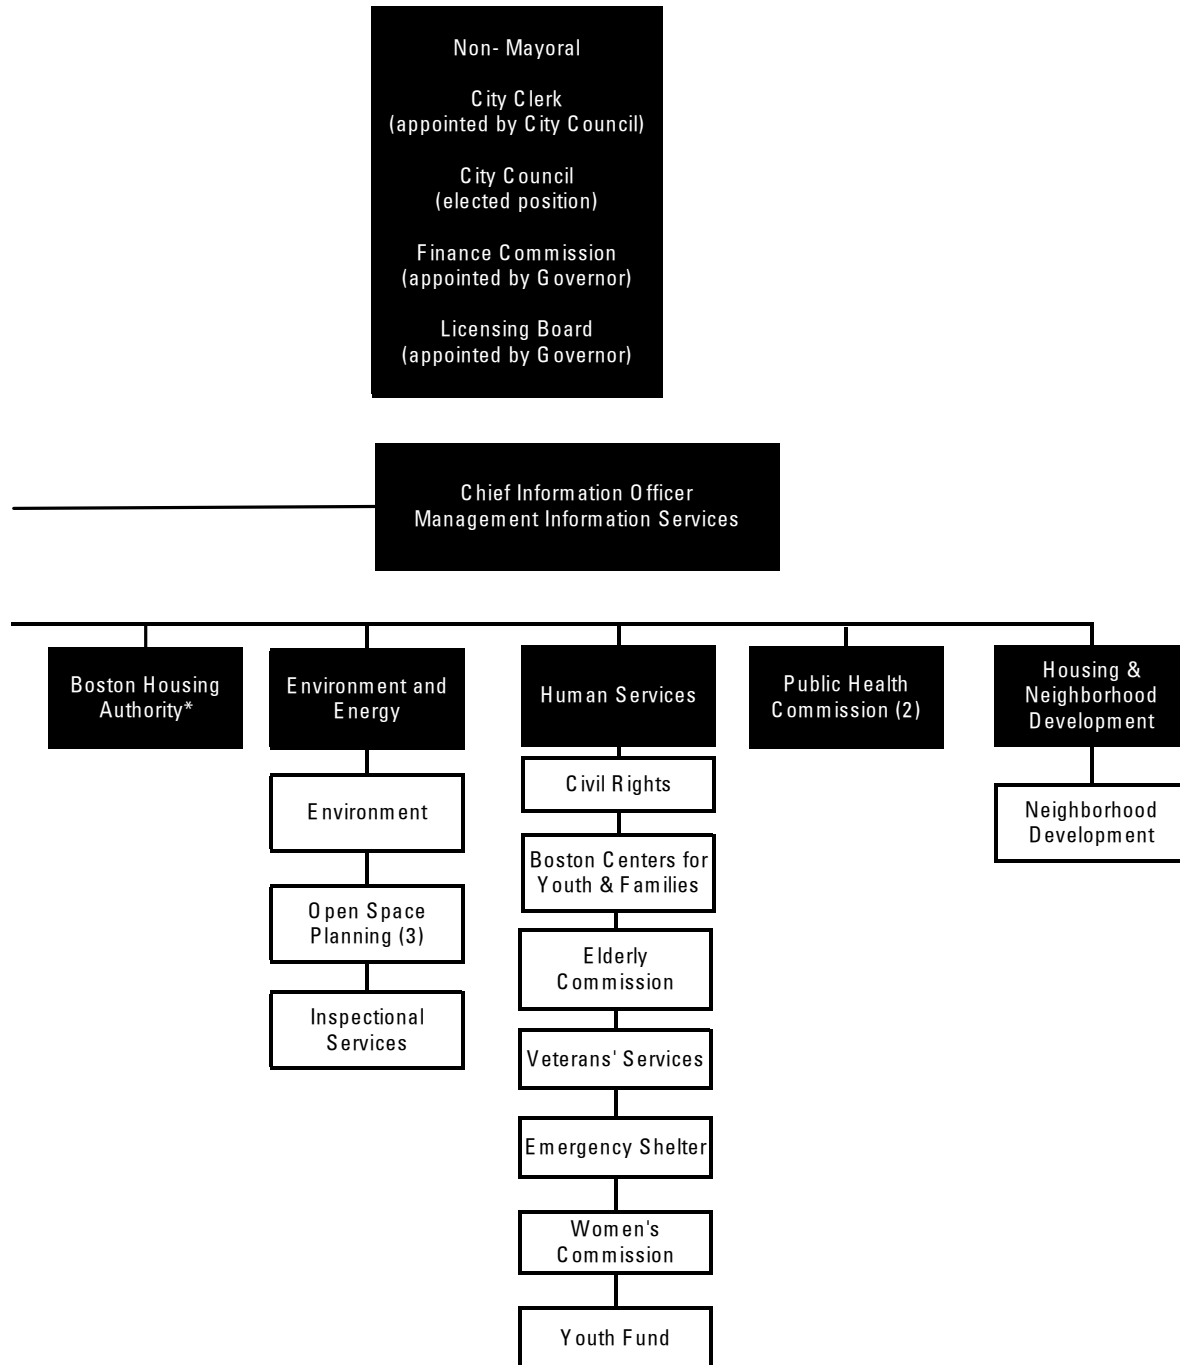 Non- Mayoral
City Clerk
(appointed by City Council)
City Council
(elected position)
Finance Commission
(appointed by Governor)
Licensing Board
(appointed by Governor)
Chief Information Officer
Management Information Services
Boston Housing
Authority*
Environment and
Energy
Human Services
Public Health
Commission (2)
Housing &
Neighborhood
Development
Environment
Open Space
Planning (3)
Inspectional
Services
Civil Rights
Boston Centers for
Youth & Families
Elderly
Commission
Veterans' Services
Emergency Shelter
Women's
Commission
Youth Fund
Neighborhood
Development